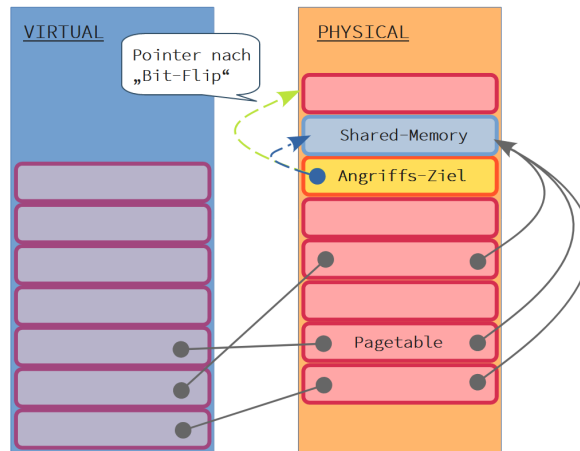 VIRTUAL
PHYSICAL
Pointer nach
„Bit-Flip“
Shared-Memory
Angriffs-Ziel
Pagetable